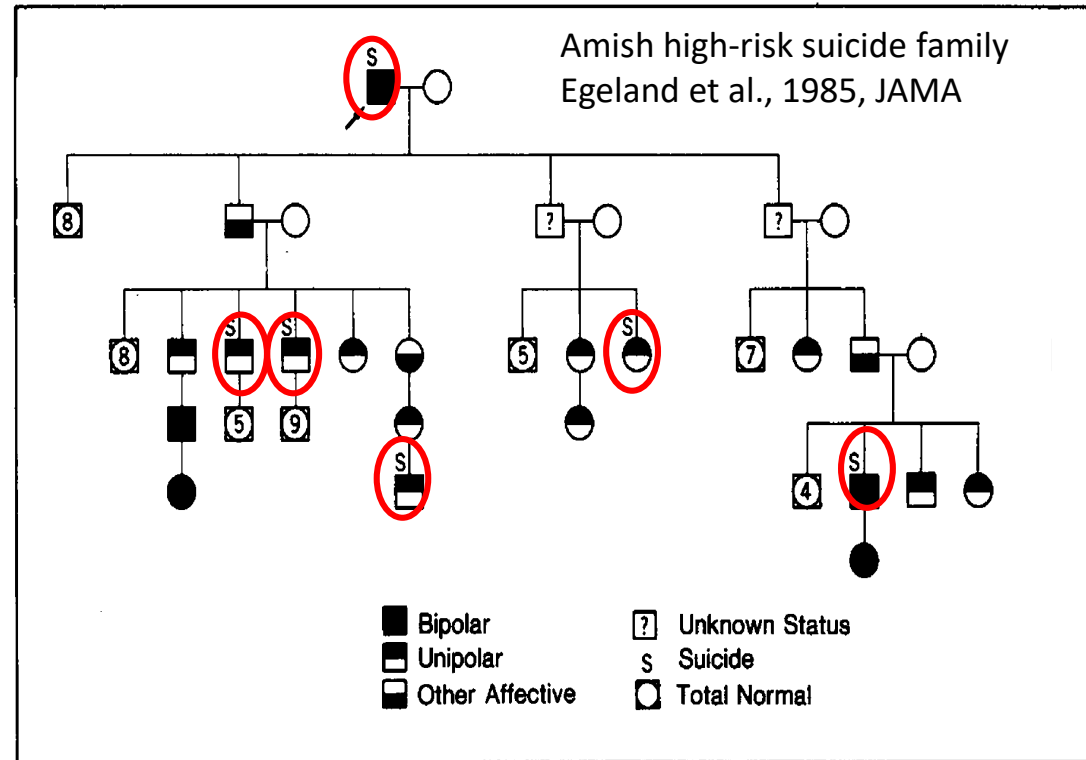 Amish high-risk suicide family
Egeland et al., 1985, JAMA
S
8
?
?
S
S
S
8
5
7
5
9
S
S
4
Bipolar
? Unknown Status
Unipolar
S Suicide
Other Affective
Total Normal